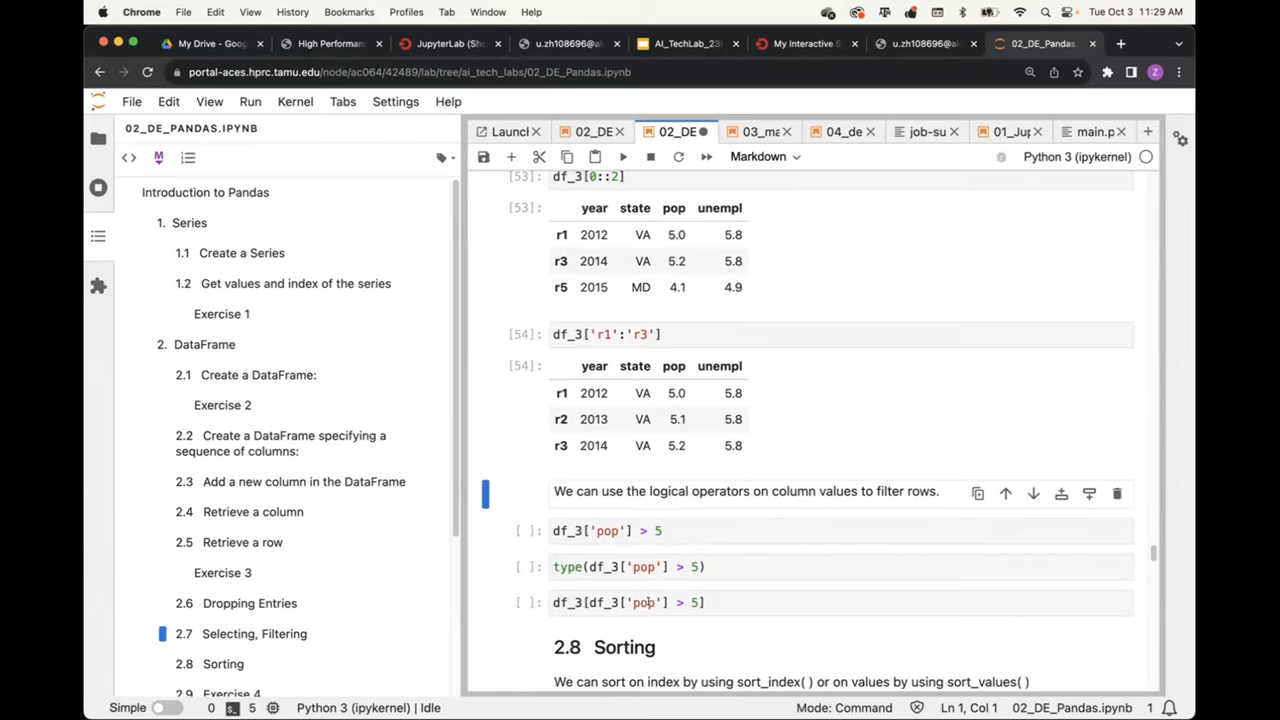 Chrome File Edit View History Bookmarks Profiles Tab Window Help Tue Oct 3 11:29 AM
My Drive - Goo High Performan JupyterLab (Shu u.zh108696@al AI_TechLab_23 My Interactive S u.zh108696@al 02_DE_Pandas
portal-aces.hprc.tamu.edu/node/ac064/42489/lab/tree/ai_tech_labs/02_DE_Pandas.ipynb Z
File Edit View Run Kernel Tabs Settings Help
02_DE_PANDAS.IPYNB
Introduction to Pandas
1. Series
1.1 Create a Series
1.2 Get values and index of the series
Exercise 1
2. DataFrame
2.1 Create a DataFrame:
Exercise 2
2.2 Create a DataFrame specifying a
sequence of columns:
2.3 Add a new column in the DataFrame
2.4 Retrieve a column
2.5 Retrieve a row
Exercise 3
2.6 Dropping Entries
2.7 Selecting, Filtering
2.8 Sorting
2.9 Exercise 4
Launcl 02_DE 02_DE 03_ma 04_de job-su 01_Jup main.p
Markdown Python 3 (ipykernel)
[53]: df_3[0::2]
[53]: year state pop unempl
r1 2012 VA 5.0 5.8
r3 2014 VA 5.2 5.8
r5 2015 MD 4.1 4.9
[54]: df_3['r1':'r3']
[54]: year state pop unempl
r1 2012 VA 5.0 5.8
r2 2013 VA 5.1 5.8
r3 2014 VA 5.2 5.8
We can use the logical operators on column values to filter rows.
[ ]: df_3['pop'] > 5
[ ]: type(df_3['pop'] > 5)
[ ]: df_3[df_3['pop'] > 5]
2.8 Sorting
We can sort on index by using sort_index( ) or on values by using sort_values( )
Simple 0 5 Python 3 (ipykernel) | Idle Mode: Command Ln 1, Col 1 02_DE_Pandas.ipynb 1